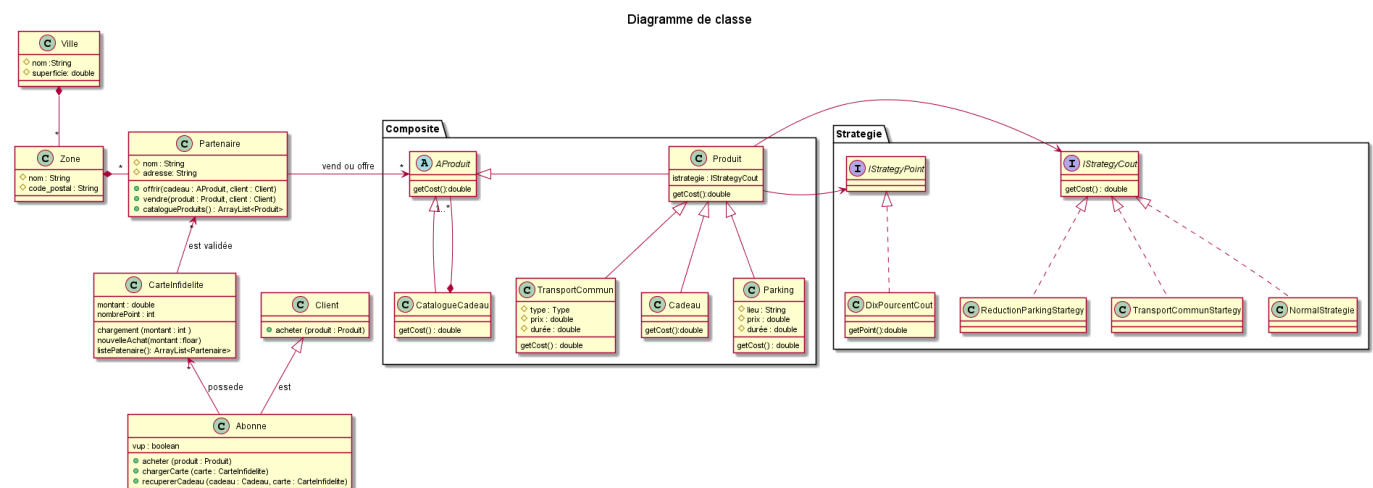 Diagramme de classe
C Ville
nom :String
superficie: double
*
C Zone
nom : String
code_postal : String
*
C Partenaire
nom : String
adresse: String
offrir(cadeau : AProduit, client : Client)
vendre(produit : Produit, client : Client)
catalogueProduits() : ArrayList<Produit>
vend ou offre
*
*
est validée
C CarteInfidelite
montant : double
nombrePoint : int
chargement (montant : int )
nouvelleAchat(montant :floar)
listePatenaire(): ArrayList<Partenaire>
C Client
acheter (produit : Produit)
*
possede
est
C Abonne
vup : boolean
acheter (produit : Produit)
chargerCarte (carte : CarteInfidelite)
recupererCadeau (cadeau : Cadeau, carte : CarteInfidelite)
Composite
A AProduit
getCost():double
1..*
C Produit
istrategie : IStrategyCout
getCost():double
C CatalogueCadeau
getCost() : double
C TransportCommun
type : Type
prix : double
durée : double
getCost() : double
C Cadeau
getCost():double
C Parking
lieu : String
prix : double
durée : double
getCost() : double
Strategie
I IStrategyPoint
I IStrategyCout
getCost() : double
C DixPourcentCout
getPoint():double
C ReductionParkingStartegy
C TransportCommunStartegy
C NormalStrategie